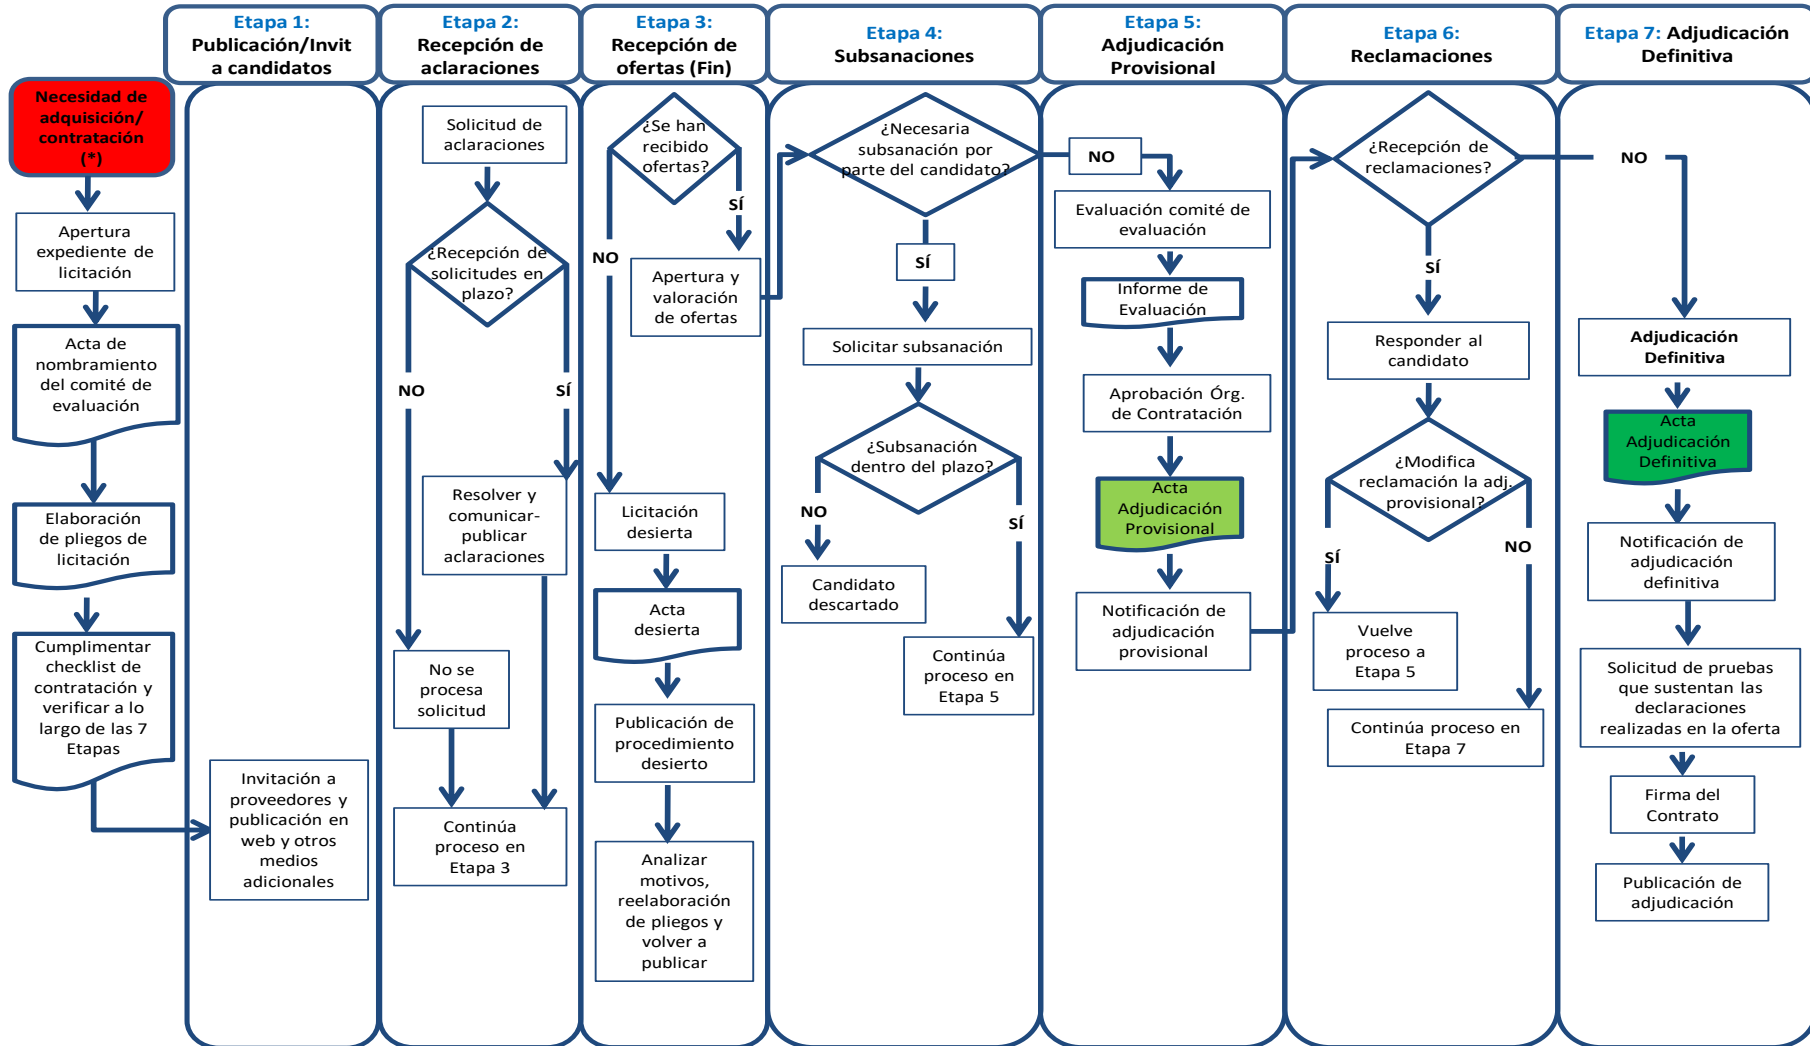 Etapa 1:
Publicación/Invit
a candidatos
Etapa 2:
Recepción de
aclaraciones
Etapa 3:
Recepción de
ofertas (Fin)
Etapa 4:
Subsanaciones
Etapa 5:
Adjudicación
Provisional
Etapa 6:
Reclamaciones
Etapa 7: Adjudicación
Definitiva
Necesidad de
adquisición/
contratación
(*)
Apertura
expediente de
licitación
Acta de
nombramiento
del comité de
evaluación
Elaboración
de pliegos de
licitación
Cumplimentar
checklist de
contratación y
verificar a lo
largo de las 7
Etapas
Invitación a
proveedores y
publicación en
web y otros
medios
adicionales
Solicitud de
aclaraciones
¿Recepción de
solicitudes en
plazo?
NO
SÍ
Resolver y
comunicar-
publicar
aclaraciones
No se
procesa
solicitud
Continúa
proceso en
Etapa 3
¿Se han
recibido
ofertas?
SÍ
NO
Apertura y
valoración
de ofertas
Licitación
desierta
Acta
desierta
Publicación de
procedimiento
desierto
Analizar
motivos,
reelaboración
de pliegos y
volver a
publicar
¿Necesaria
subsanación por
parte del candidato?
SÍ
Solicitar subsanación
¿Subsanación
dentro del plazo?
NO
SÍ
Candidato
descartado
Continúa
proceso en
Etapa 5
NO
Evaluación comité de
evaluación
Informe de
Evaluación
Aprobación Órg.
de Contratación
Acta
Adjudicación
Provisional
Notificación de
adjudicación
provisional
¿Recepción de
reclamaciones?
SÍ
Responder al
candidato
¿Modifica
reclamación la adj.
provisional?
SÍ
NO
Vuelve
proceso a
Etapa 5
Continúa proceso en
Etapa 7
NO
Adjudicación
Definitiva
Acta
Adjudicación
Definitiva
Notificación de
adjudicación
definitiva
Solicitud de pruebas
que sustentan las
declaraciones
realizadas en la oferta
Firma del
Contrato
Publicación de
adjudicación